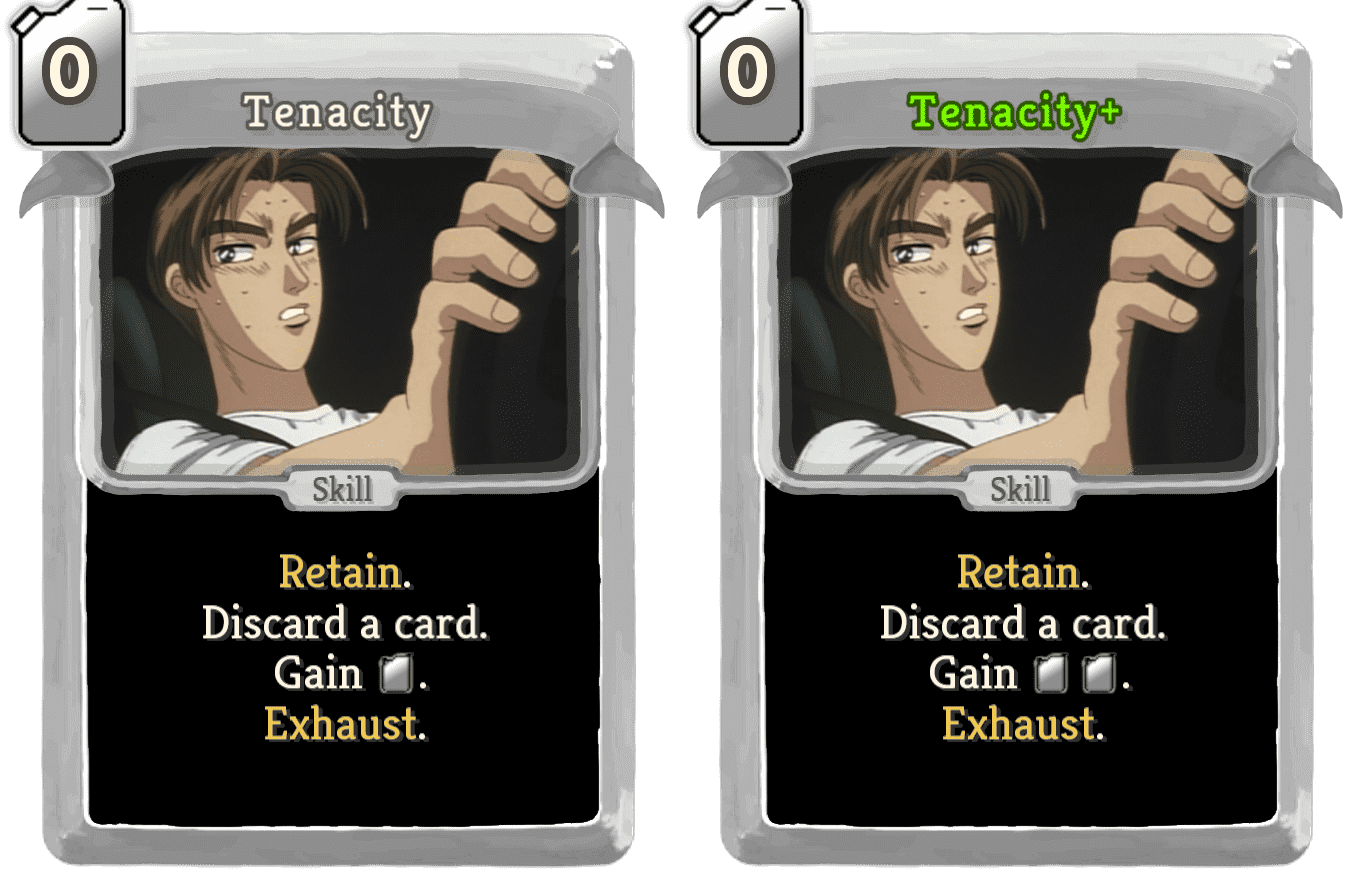 0
Tenacity
Skill
Retain.
Discard a card.
Gain .
Exhaust.
0
Tenacity+
Skill
Retain.
Discard a card.
Gain .
Exhaust.